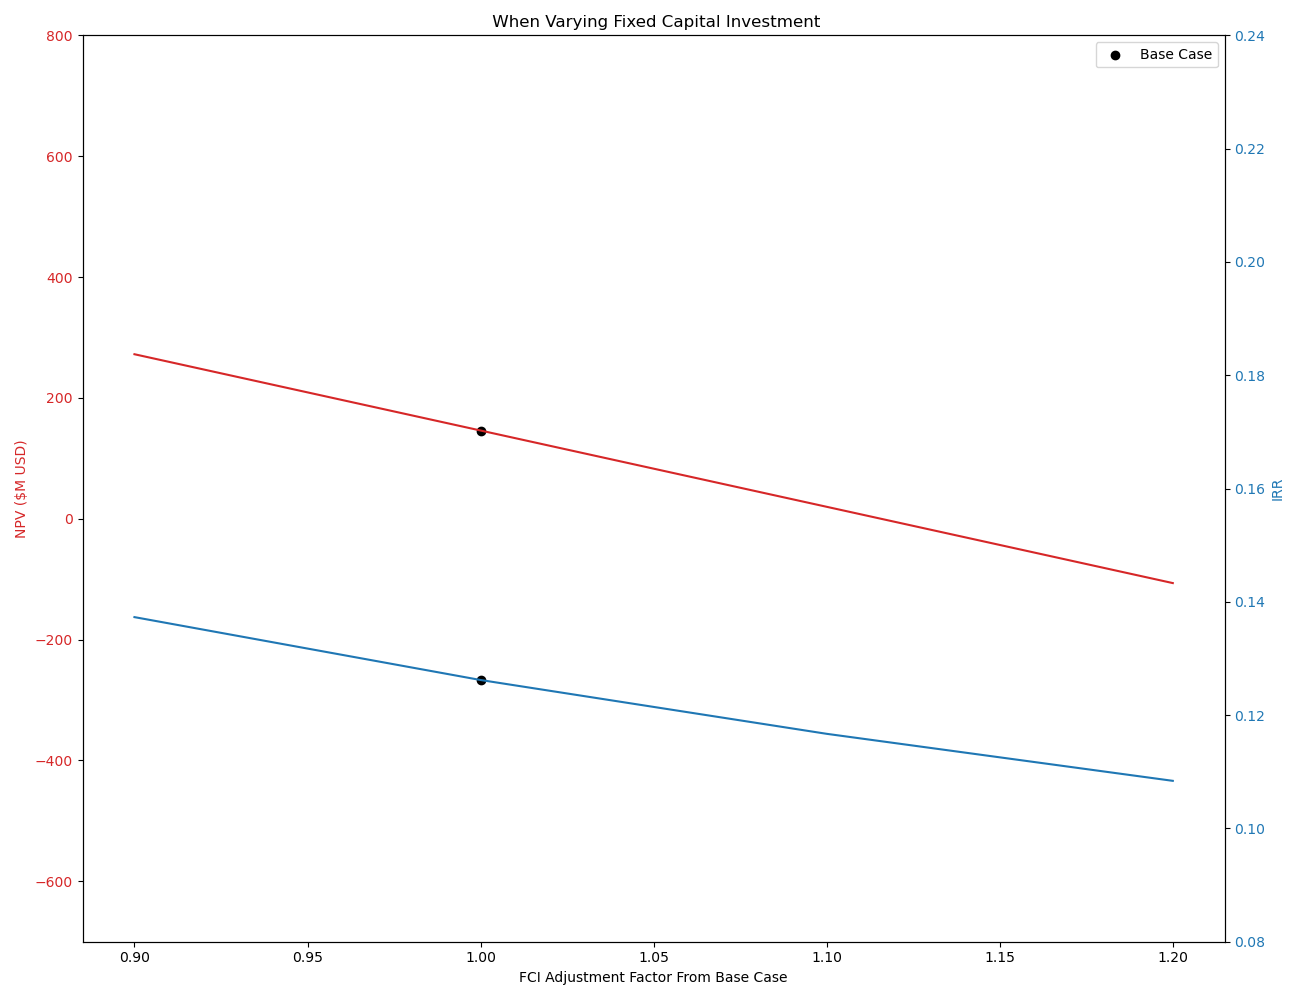 When Varying Fixed Capital Investment
Base Case
800
600
400
200
0
−200
−400
−600
NPV ($M USD)
0.24
0.22
0.20
0.18
0.16
0.14
0.12
0.10
0.08
IRR
0.90 0.95 1.00 1.05 1.10 1.15 1.20
FCI Adjustment Factor From Base Case